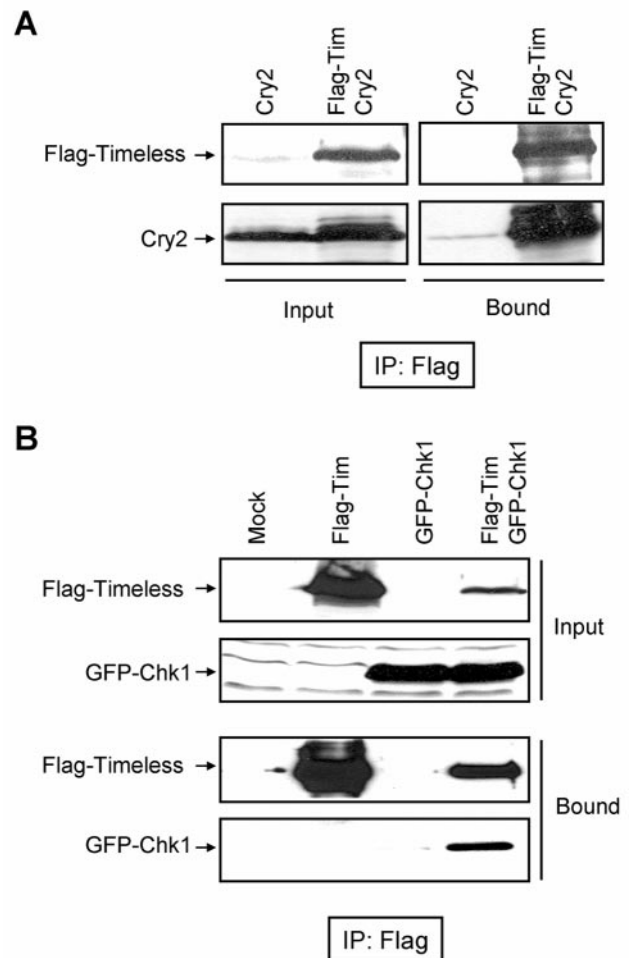 A
Cry2
Flag-Tim
Cry2
Cry2
Flag-Tim
Cry2
Flag-Timeless
Cry2
Input
Bound
IP: Flag
B
Mock
Flag-Tim
GFP-Chk1
Flag-Tim
GFP-Chk1
Flag-Timeless
GFP-Chk1
Input
Flag-Timeless
GFP-Chk1
Bound
IP: Flag